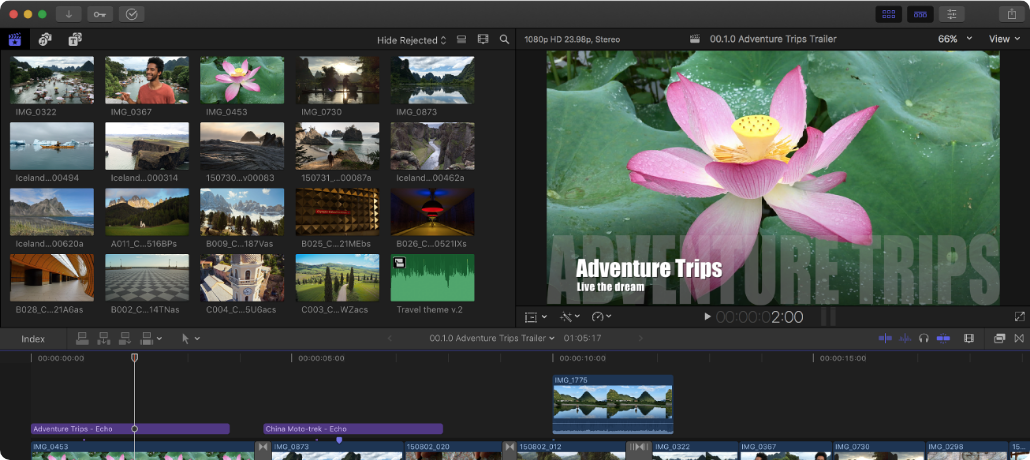 Hide Rejected
1080p HD 23.98p, Stereo
00.1.0 Adventure Trips Trailer
66%
View
IMG_0322
IMG_0367
IMG_0453
IMG_0730
IMG_0873
Iceland...00494
Iceland...000314
150730...v00083
150731_...00087a
Iceland...00462a
Iceland...00620a
A011_C...516BPs
B009_C...187Vas
B025_C...21MEbs
B026_C...0521IXs
B028_C...21A6as
B002_C...14TNas
C004_C...5U6acs
C003_C...WZacs
Travel theme v.2
ADVENTURE TRIPS
Adventure Trips
Live the dream
00:00:02:00
Index
00.1.0 Adventure Trips Trailer
01:05:17
00:00:00:00
00:00:05:00
00:00:10:00
00:00:15:00
IMG_1775
Adventure Trips - Echo
China Moto-trek - Echo
IMG_0453
IMG_0873
150802_020
150802_012
IMG_0322
IMG_0367
IMG_0730
IMG_0298
15...